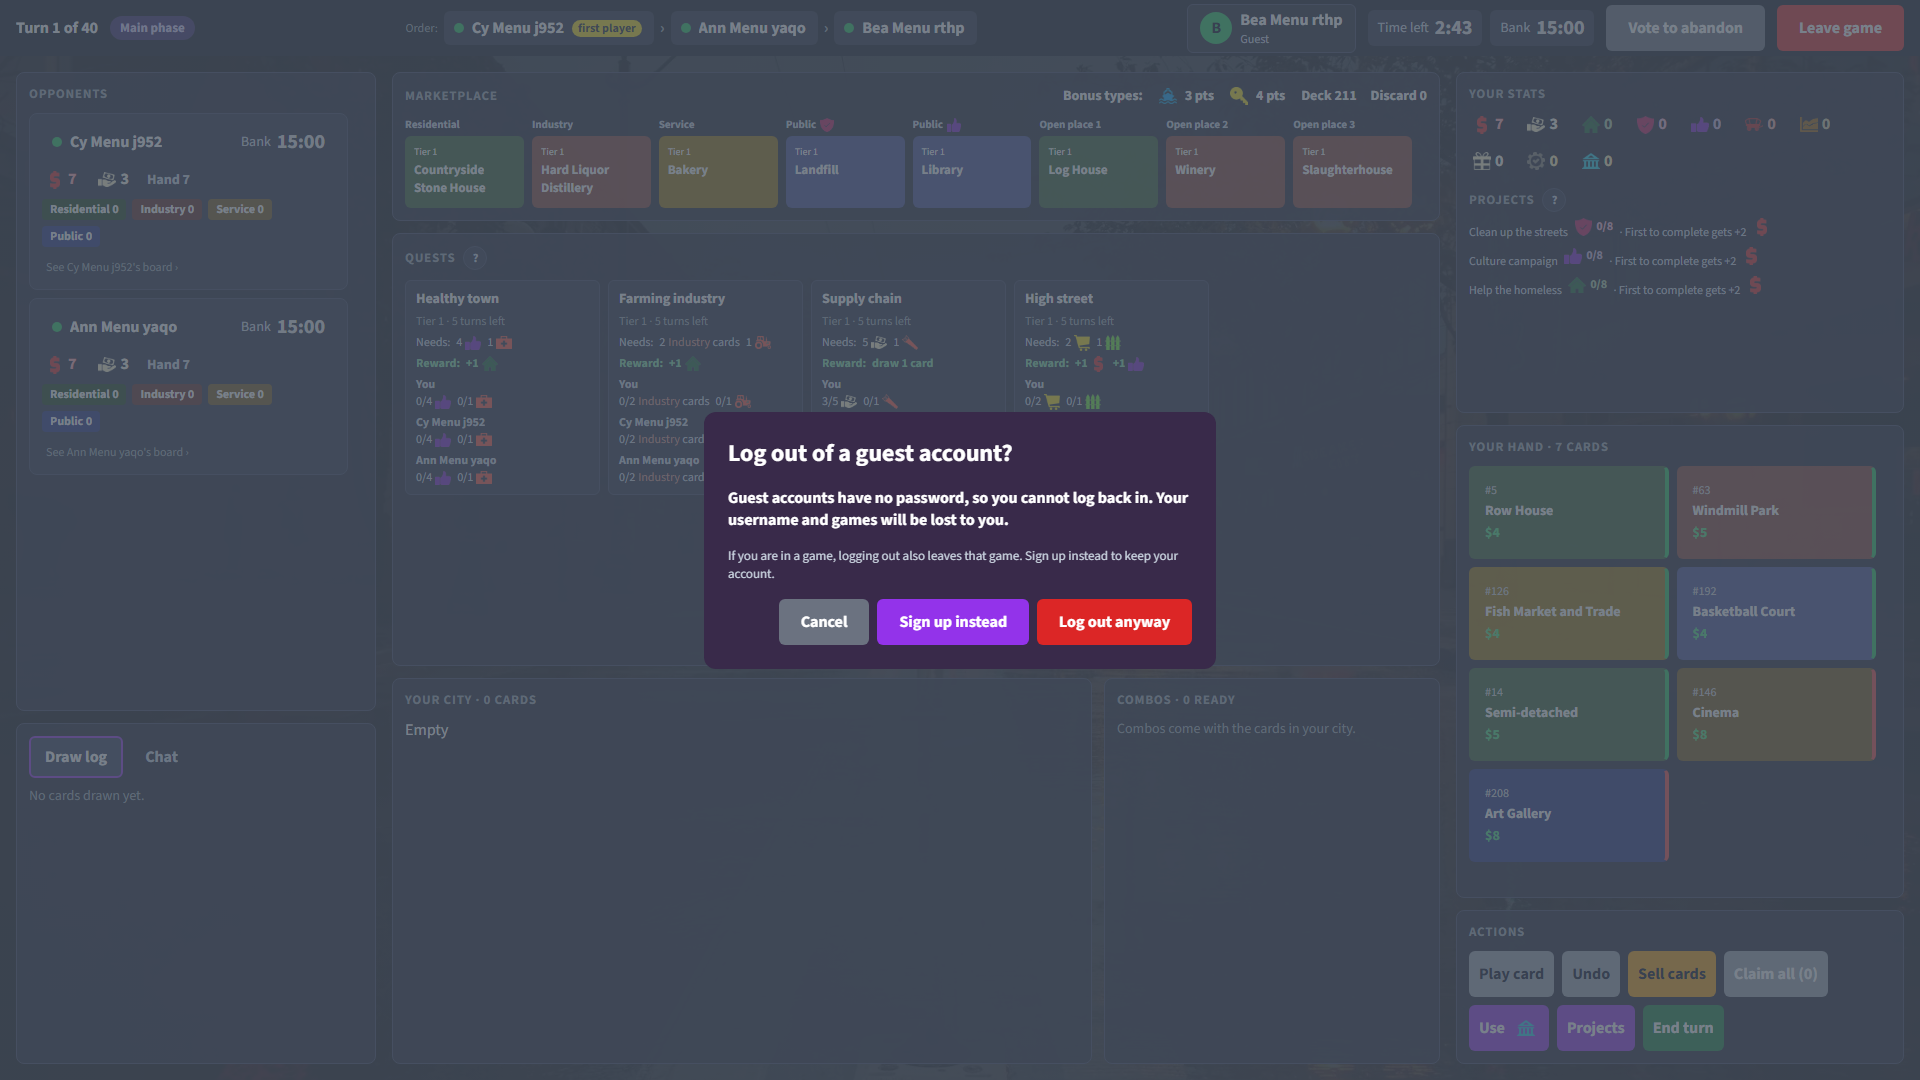 Turn 1 of 40 Main phase
Order: Cy Menu j952 first player › Ann Menu yaqo › Bea Menu rthp
B Bea Menu rthp
Guest
Time left 2:43
Bank 15:00
Vote to abandon
Leave game
OPPONENTS
Cy Menu j952 Bank 15:00
7 3 Hand 7
Residential 0 Industry 0 Service 0
Public 0
See Cy Menu j952's board ›
Ann Menu yaqo Bank 15:00
7 3 Hand 7
Residential 0 Industry 0 Service 0
Public 0
See Ann Menu yaqo's board ›
Draw log Chat
No cards drawn yet.
MARKETPLACE Bonus types: 3 pts 4 pts Deck 211 Discard 0
Residential Industry Service Public Public Open place 1 Open place 2 Open place 3
Tier 1
Countryside
Stone House
Tier 1
Hard Liquor
Distillery
Tier 1
Bakery
Tier 1
Landfill
Tier 1
Library
Tier 1
Log House
Tier 1
Winery
Tier 1
Slaughterhouse
QUESTS ?
Healthy town
Tier 1 · 5 turns left
Needs: 4 1
Reward: +1
You
0/4 0/1
Cy Menu j952
0/4 0/1
Ann Menu yaqo
0/4 0/1
Farming industry
Tier 1 · 5 turns left
Needs: 2 Industry cards 1
Reward: +1
You
0/2 Industry cards 0/1
Cy Menu j952
0/2 Industry card
Ann Menu yaqo
0/2 Industry card
Supply chain
Tier 1 · 5 turns left
Needs: 5 1
Reward: draw 1 card
You
3/5 0/1
High street
Tier 1 · 5 turns left
Needs: 2 1
Reward: +1 +1
You
0/2 0/1
Log out of a guest account?
Guest accounts have no password, so you cannot log back in. Your
username and games will be lost to you.
If you are in a game, logging out also leaves that game. Sign up instead to keep your
account.
Cancel Sign up instead Log out anyway
YOUR CITY · 0 CARDS
Empty
COMBOS · 0 READY
Combos come with the cards in your city.
YOUR STATS
7 3 0 0 0 0 0
0 0 0
PROJECTS ?
Clean up the streets 0/8 · First to complete gets +2
Culture campaign 0/8 · First to complete gets +2
Help the homeless 0/8 · First to complete gets +2
YOUR HAND · 7 CARDS
#5
Row House
$4
#63
Windmill Park
$5
#126
Fish Market and Trade
$4
#192
Basketball Court
$4
#14
Semi-detached
$5
#146
Cinema
$8
#208
Art Gallery
$8
ACTIONS
Play card Undo Sell cards Claim all (0)
Use Projects End turn